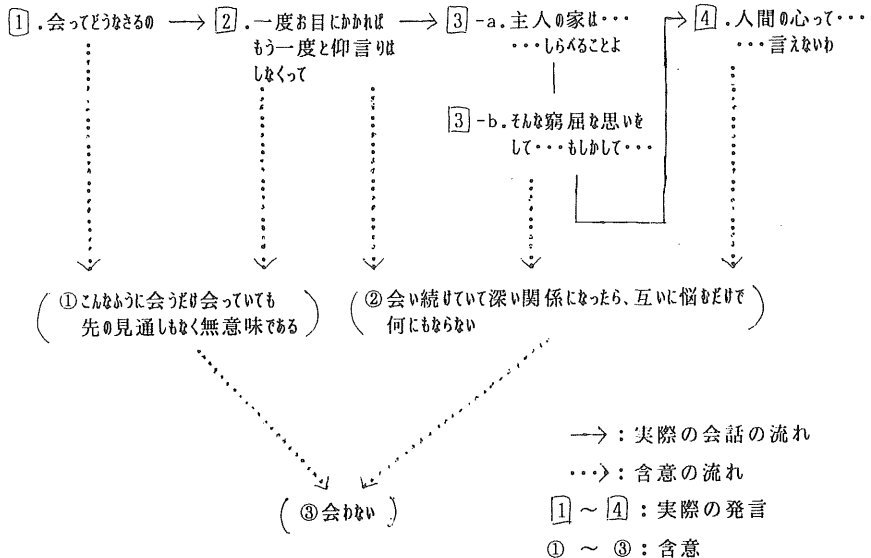 1.会ってどうなさるの
2.一度お目にかかれば
もう一度と仰言りは
しなくって
3-a.主人の家は・・・
・・・しらべることよ
3-b.そんな窮屈な思いを
して・・・もしかして・・・
4.人間の心って・・・
・・・言えないわ
(①こんなふうに会うだけ会っていても
先の見通しもなく無意味である)
(②会い続けていて深い関係になったら、互いに悩むだけで
何にもならない)
(③会わない)
→:実際の会話の流れ
・・・>:含意の流れ
1～4:実際の発言
①～③:含意